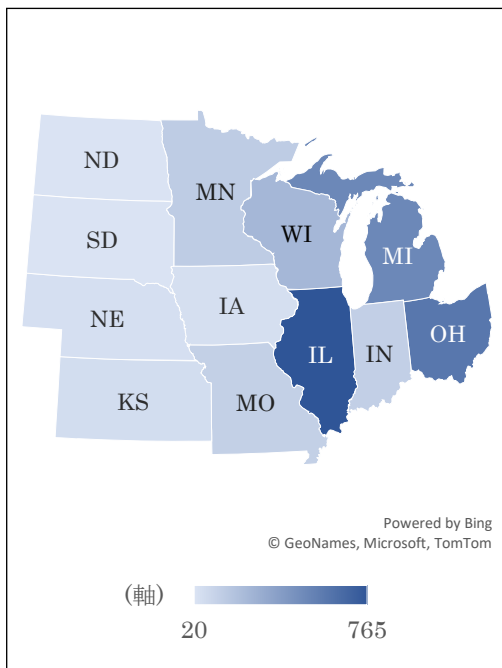 ND
MN
SD
WI
MI
NE
IA
IL
IN
OH
KS
MO
Powered by Bing
© GeoNames, Microsoft, TomTom
(軸)
20
765